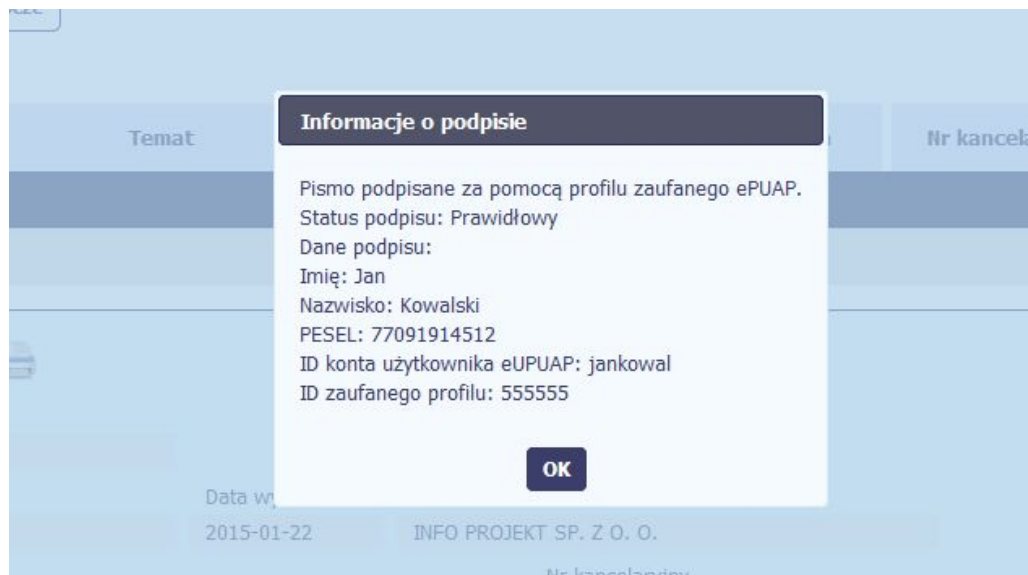 Temat
Informacje o podpisie
Nr kancela
Pismo podpisane za pomocą profilu zaufanego ePUAP.
Status podpisu: Prawidłowy
Dane podpisu:
Imię: Jan
Nazwisko: Kowalski
PESEL: 77091914512
ID konta użytkownika eUPUAP: jankowal
ID zaufanego profilu: 555555
OK
Data wy
2015-01-22
INFO PROJEKT SP. Z O. O.
Nr kancelaryjny